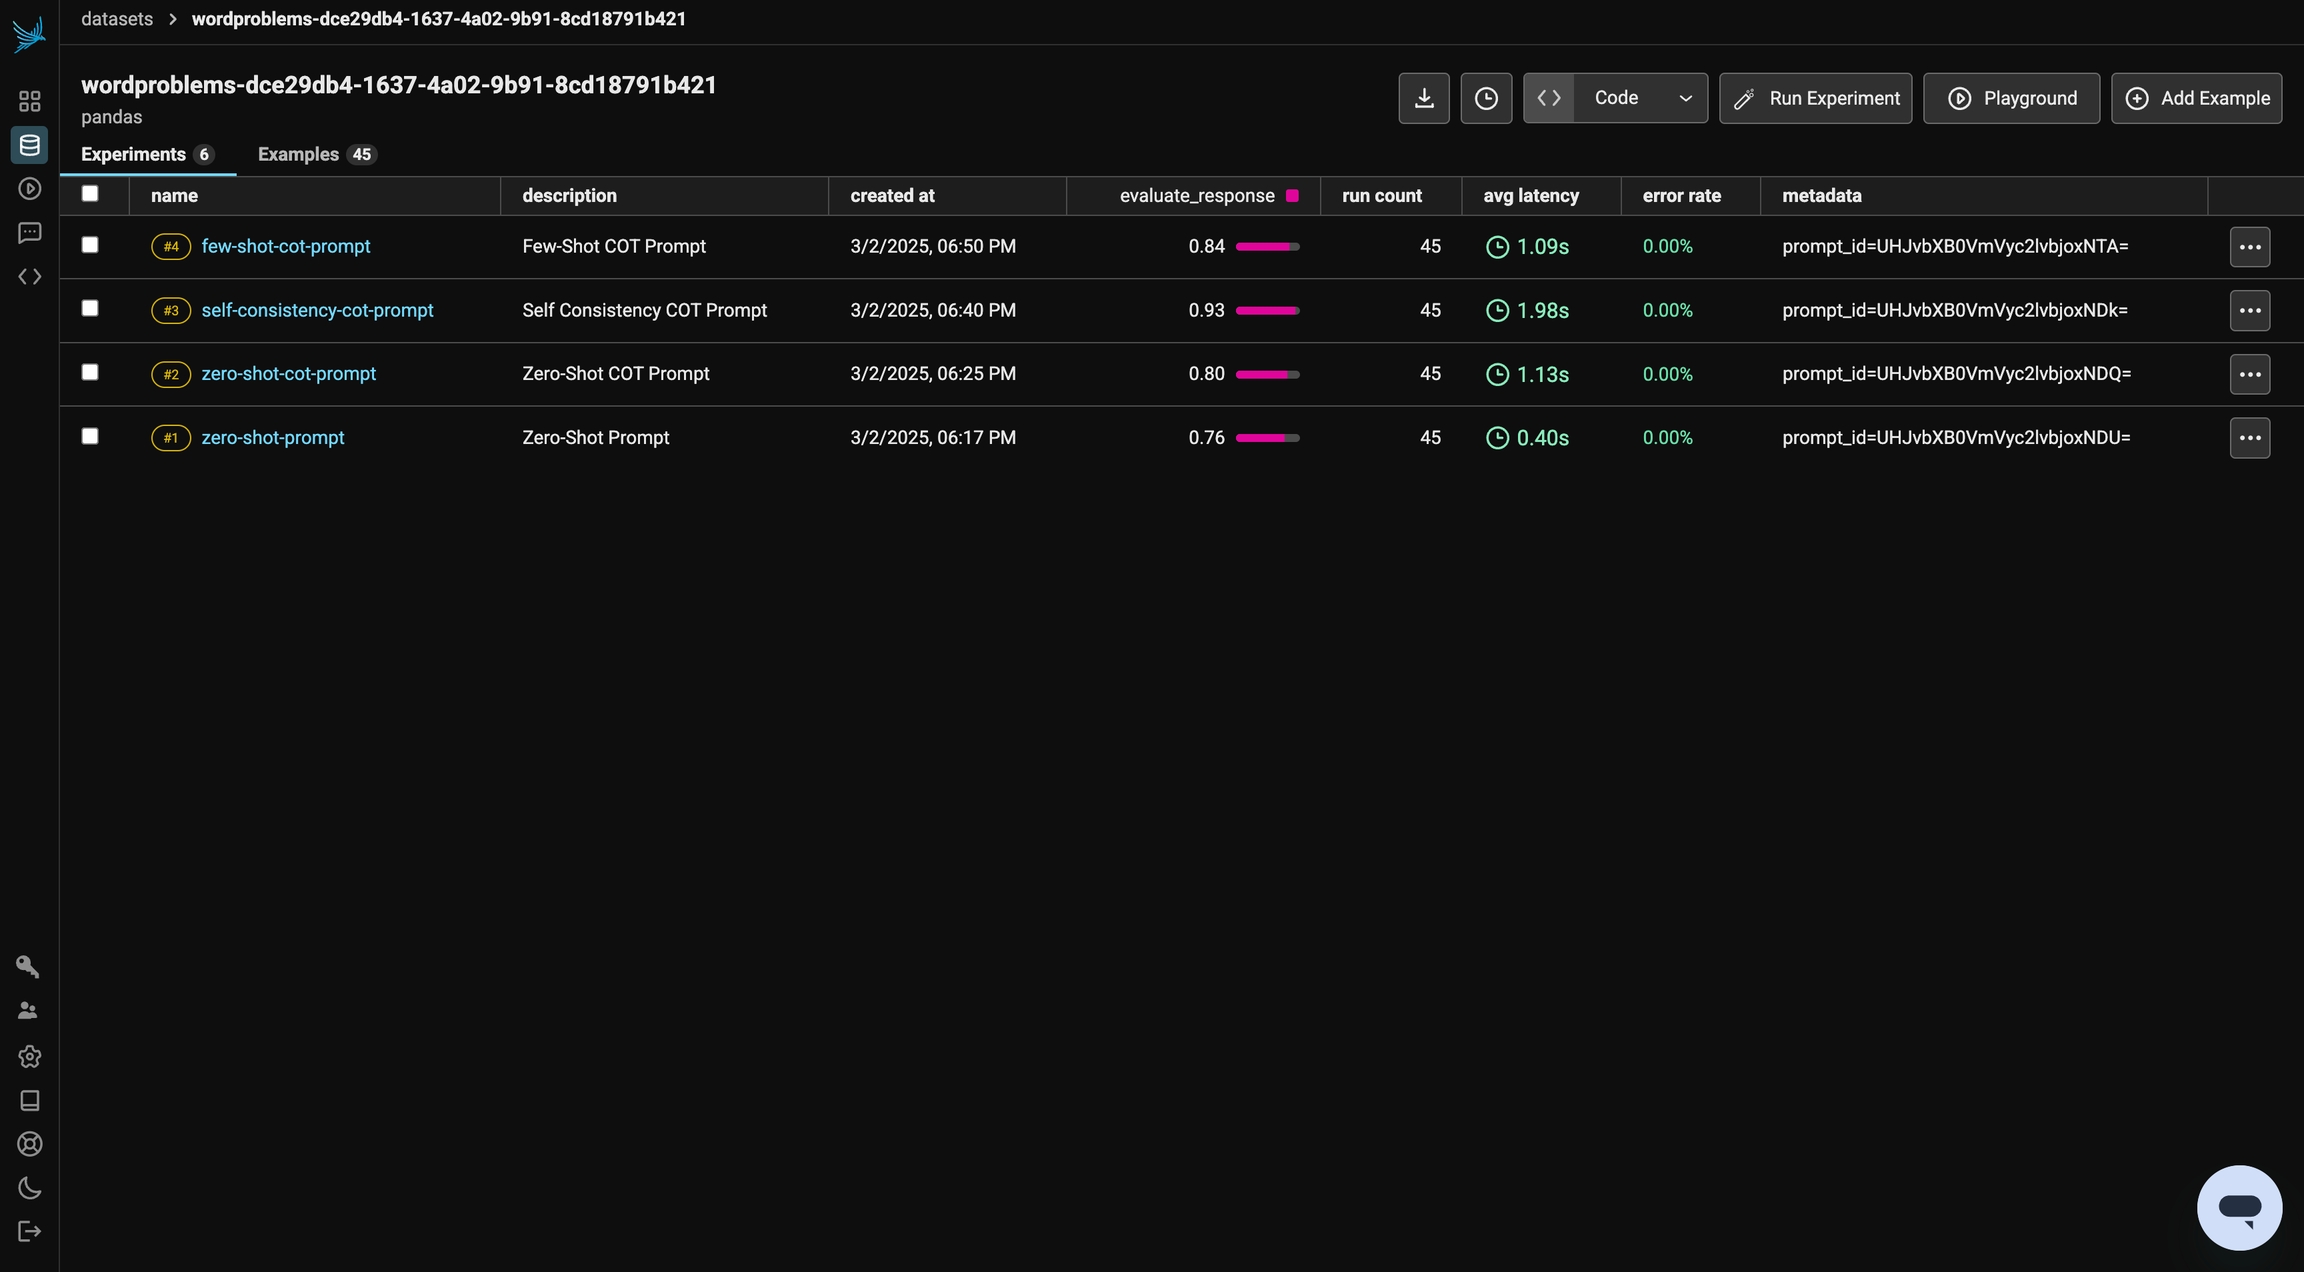 datasets > wordproblems-dce29db4-1637-4a02-9b91-8cd18791b421
wordproblems-dce29db4-1637-4a02-9b91-8cd18791b421
pandas
Code
Run Experiment
Playground
Add Example
Experiments 6
Examples 45
name description created at evaluate_response run count avg latency error rate metadata
#4 few-shot-cot-prompt Few-Shot COT Prompt 3/2/2025, 06:50 PM 0.84 45 1.09s 0.00% prompt_id=UHJvbXB0VmVyc2lvbjoxNTA=
#3 self-consistency-cot-prompt Self Consistency COT Prompt 3/2/2025, 06:40 PM 0.93 45 1.98s 0.00% prompt_id=UHJvbXB0VmVyc2lvbjoxNDk=
#2 zero-shot-cot-prompt Zero-Shot COT Prompt 3/2/2025, 06:25 PM 0.80 45 1.13s 0.00% prompt_id=UHJvbXB0VmVyc2lvbjoxNDQ=
#1 zero-shot-prompt Zero-Shot Prompt 3/2/2025, 06:17 PM 0.76 45 0.40s 0.00% prompt_id=UHJvbXB0VmVyc2lvbjoxNDU=